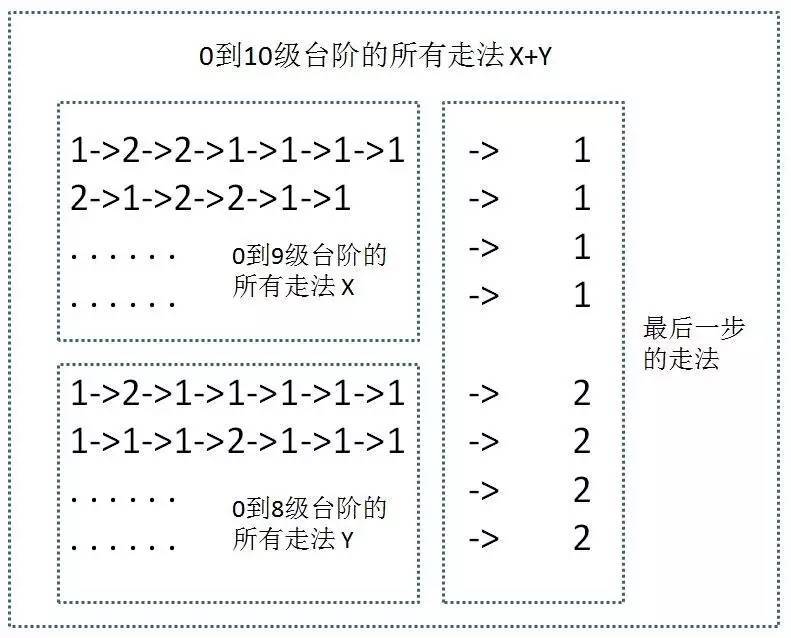 0到10级台阶的所有走法 X+Y
1->2->2->1->1->1->1 -> 1
2->1->2->2->1->1 -> 1
. . . . . . 0到9级台阶的 -> 1
. . . . . . 所有走法 X -> 1
最后一步
的走法
1->2->1->1->1->1->1 -> 2
1->1->1->2->1->1->1 -> 2
. . . . . . 0到8级台阶的 -> 2
. . . . . . 所有走法 Y -> 2